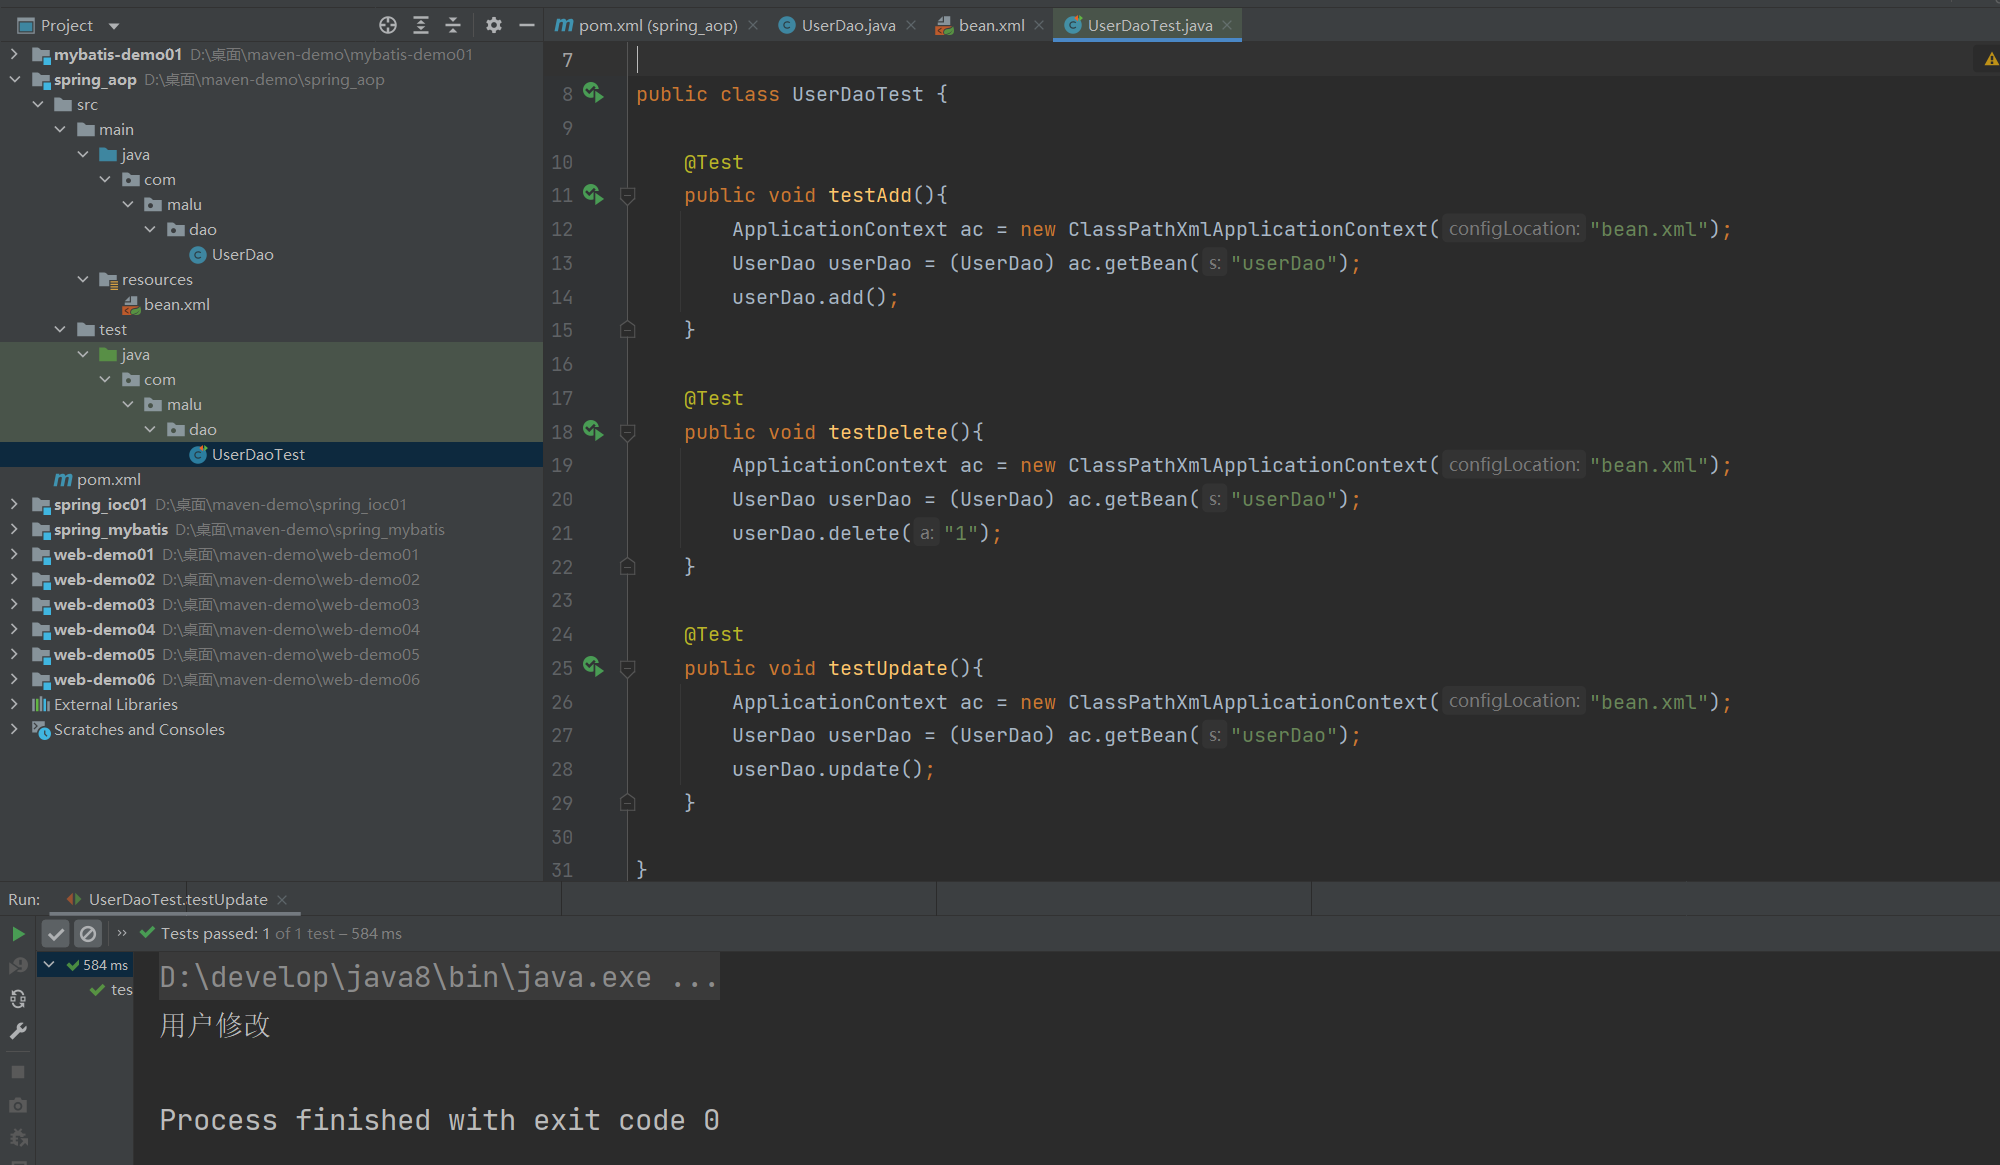 Project
pom.xml (spring_aop)
UserDao.java
bean.xml
UserDaoTest.java
mybatis-demo01 D:\桌面\maven-demo\mybatis-demo01
spring_aop D:\桌面\maven-demo\spring_aop
src
main
java
com
malu
dao
UserDao
resources
bean.xml
test
java
com
malu
dao
UserDaoTest
pom.xml
spring_ioc01 D:\桌面\maven-demo\spring_ioc01
spring_mybatis D:\桌面\maven-demo\spring_mybatis
web-demo01 D:\桌面\maven-demo\web-demo01
web-demo02 D:\桌面\maven-demo\web-demo02
web-demo03 D:\桌面\maven-demo\web-demo03
web-demo04 D:\桌面\maven-demo\web-demo04
web-demo05 D:\桌面\maven-demo\web-demo05
web-demo06 D:\桌面\maven-demo\web-demo06
External Libraries
Scratches and Consoles
7
8 public class UserDaoTest {
9
10 @Test
11 public void testAdd(){
12 ApplicationContext ac = new ClassPathXmlApplicationContext( configLocation: "bean.xml");
13 UserDao userDao = (UserDao) ac.getBean( s: "userDao");
14 userDao.add();
15 }
16
17 @Test
18 public void testDelete(){
19 ApplicationContext ac = new ClassPathXmlApplicationContext( configLocation: "bean.xml");
20 UserDao userDao = (UserDao) ac.getBean( s: "userDao");
21 userDao.delete( a: "1");
22 }
23
24 @Test
25 public void testUpdate(){
26 ApplicationContext ac = new ClassPathXmlApplicationContext( configLocation: "bean.xml");
27 UserDao userDao = (UserDao) ac.getBean( s: "userDao");
28 userDao.update();
29 }
30
31 }
Run: UserDaoTest.testUpdate
Tests passed: 1 of 1 test – 584 ms
584 ms
tes
D:\develop\java8\bin\java.exe ...
用户修改
Process finished with exit code 0